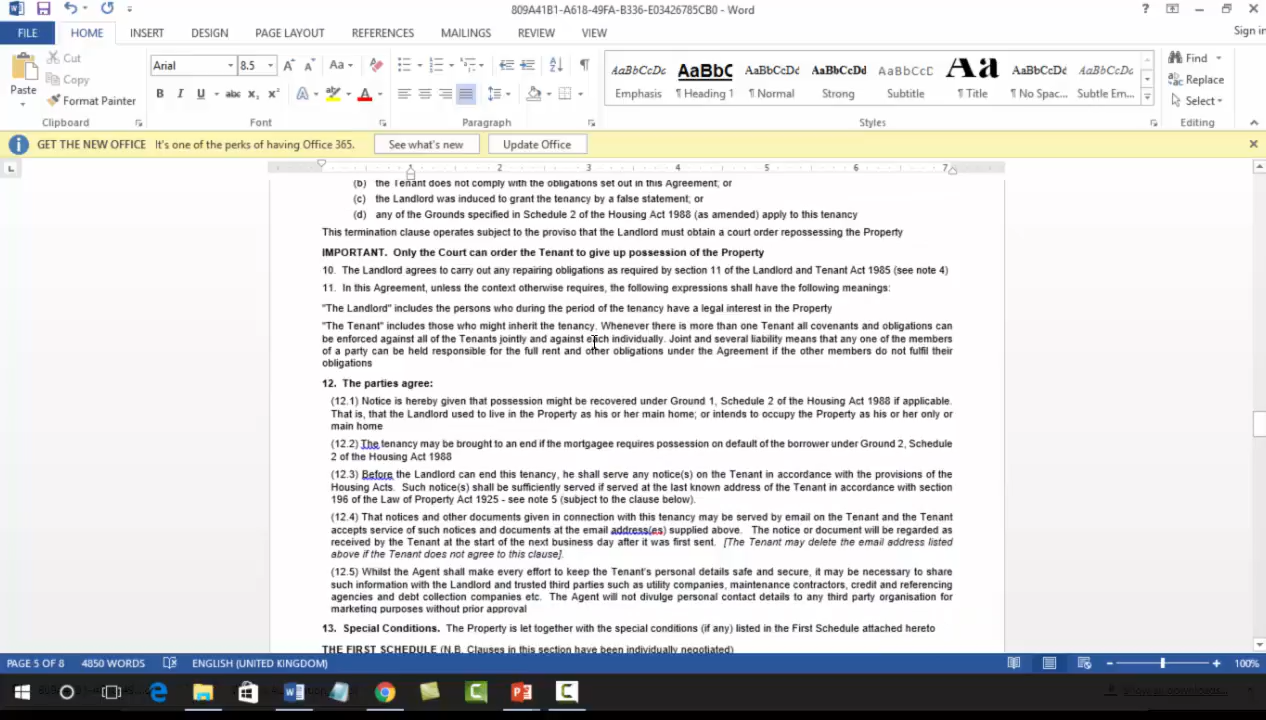 809A41B1-A618-49FA-B336-E03426785CB0 - Word
Sign in
FILE HOME INSERT DESIGN PAGE LAYOUT REFERENCES MAILINGS REVIEW VIEW
Cut
Copy
Format Painter
Paste
Clipboard
Arial 8.5
Font
Paragraph
AaBbCcDc AaBbC AaBbCcDd AaBbCcDd AaBbCcDd AaB AaBbCcDd AaBbCcDd
Emphasis ¶ Heading 1 ¶ Normal Strong Subtitle ¶ Title ¶ No Spac... Subtle Em...
Styles
Find
Replace
Select
Editing
GET THE NEW OFFICE It's one of the perks of having Office 365. See what's new Update Office
1 2 3 4 5 6 7
(b) the Tenant does not comply with the obligations set out in this Agreement; or
(c) the Landlord was induced to grant the tenancy by a false statement; or
(d) any of the Grounds specified in Schedule 2 of the Housing Act 1988 (as amended) apply to this tenancy
This termination clause operates subject to the proviso that the Landlord must obtain a court order repossessing the Property
IMPORTANT. Only the Court can order the Tenant to give up possession of the Property
10. The Landlord agrees to carry out any repairing obligations as required by section 11 of the Landlord and Tenant Act 1985 (see note 4)
11. In this Agreement, unless the context otherwise requires, the following expressions shall have the following meanings:
"The Landlord" includes the persons who during the period of the tenancy have a legal interest in the Property
"The Tenant" includes those who might inherit the tenancy. Whenever there is more than one Tenant all covenants and obligations can
be enforced against all of the Tenants jointly and against each individually. Joint and several liability means that any one of the members
of a party can be held responsible for the full rent and other obligations under the Agreement if the other members do not fulfil their
obligations
12. The parties agree:
(12.1) Notice is hereby given that possession might be recovered under Ground 1, Schedule 2 of the Housing Act 1988 if applicable.
That is, that the Landlord used to live in the Property as his or her main home; or intends to occupy the Property as his or her only or
main home
(12.2) The tenancy may be brought to an end if the mortgagee requires possession on default of the borrower under Ground 2, Schedule
2 of the Housing Act 1988
(12.3) Before the Landlord can end this tenancy, he shall serve any notice(s) on the Tenant in accordance with the provisions of the
Housing Acts. Such notice(s) shall be sufficiently served if served at the last known address of the Tenant in accordance with section
196 of the Law of Property Act 1925 - see note 5 (subject to the clause below).
(12.4) That notices and other documents given in connection with this tenancy may be served by email on the Tenant and the Tenant
accepts service of such notices and documents at the email address(es) supplied above. The notice or document will be regarded as
received by the Tenant at the start of the next business day after it was first sent. [The Tenant may delete the email address listed
above if the Tenant does not agree to this clause].
(12.5) Whilst the Agent shall make every effort to keep the Tenant's personal details safe and secure, it may be necessary to share
such information with the Landlord and trusted third parties such as utility companies, maintenance contractors, credit and referencing
agencies and debt collection companies etc. The Agent will not divulge personal contact details to any third party organisation for
marketing purposes without prior approval
13. Special Conditions. The Property is let together with the special conditions (if any) listed in the First Schedule attached hereto
THE FIRST SCHEDULE (N.B. Clauses in this section have been individually negotiated)
PAGE 5 OF 8 4850 WORDS ENGLISH (UNITED KINGDOM) 100%